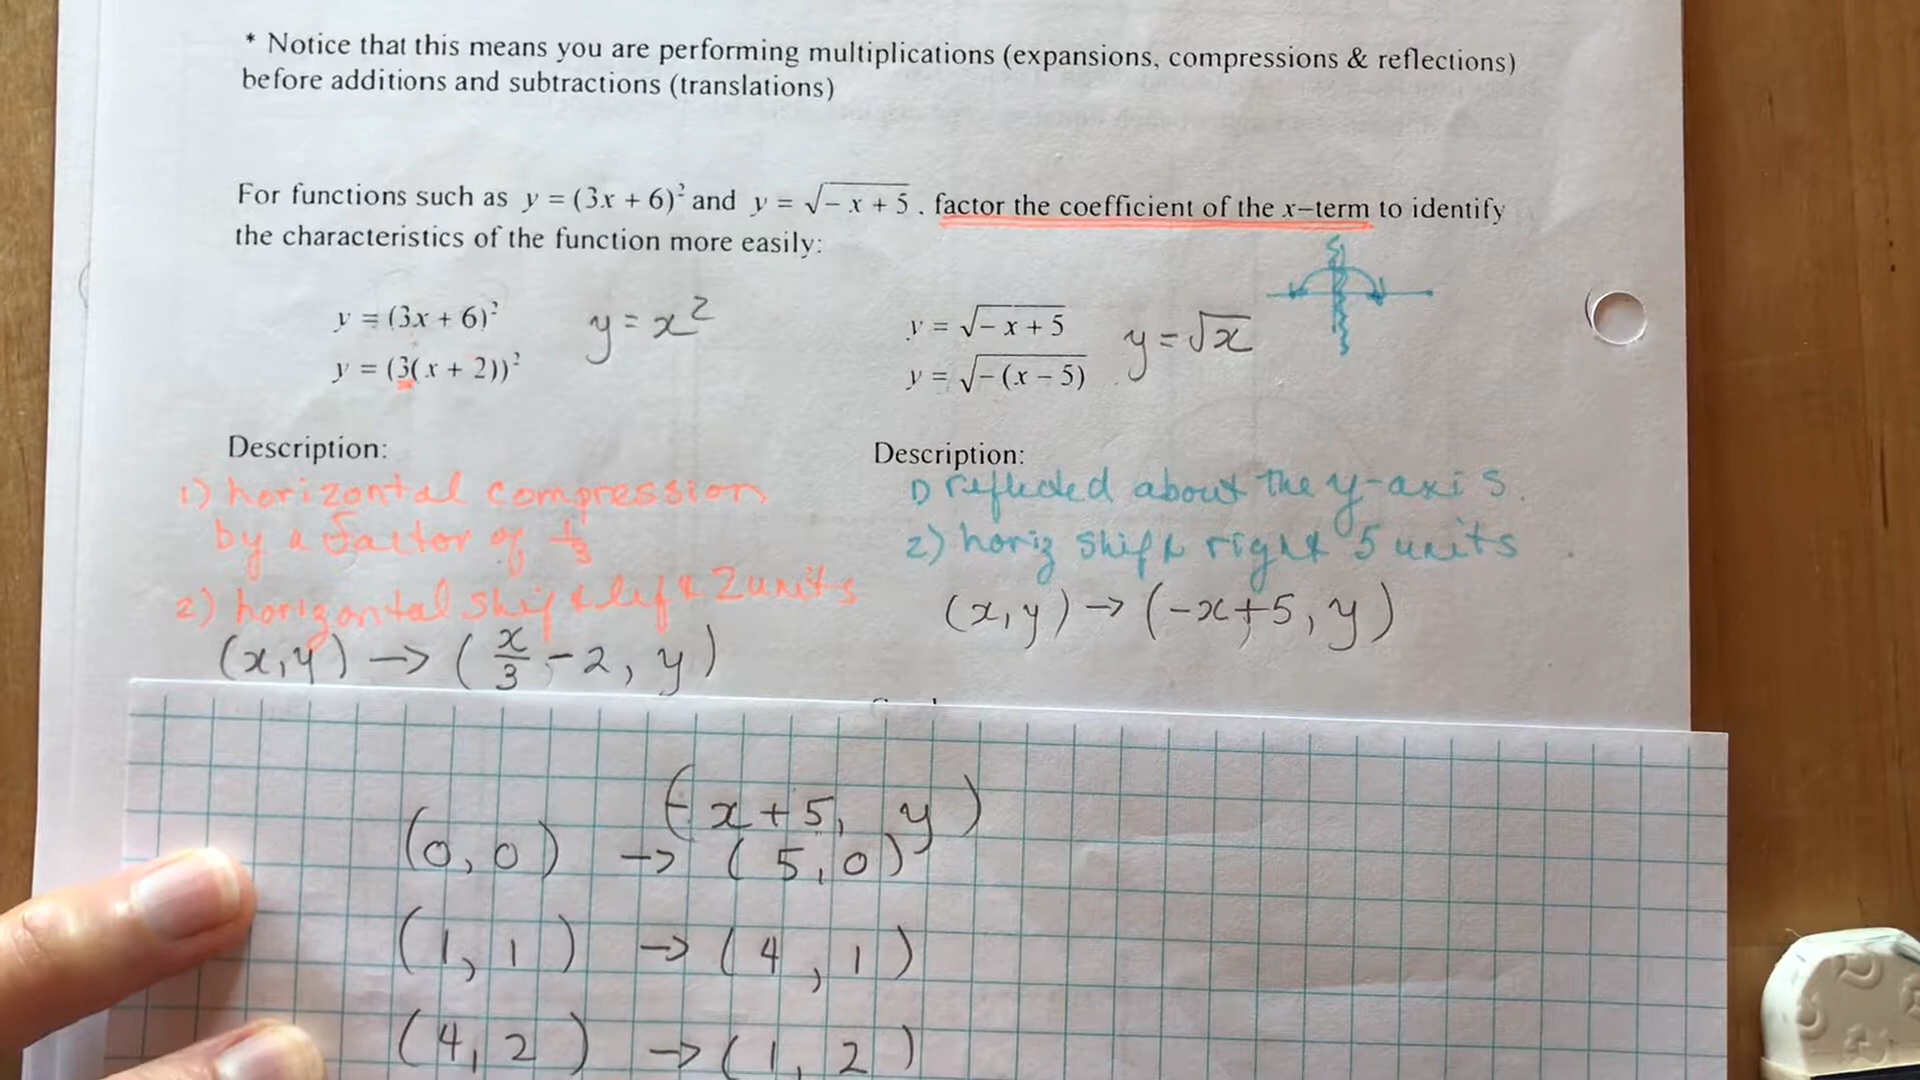 * Notice that this means you are performing multiplications (expansions, compressions & reflections)
before additions and subtractions (translations)
For functions such as y = (3x + 6)² and y = √(-x + 5) . factor the coefficient of the x-term to identify
the characteristics of the function more easily:
y = (3x + 6)²
y = (3(x + 2))²
y = x²
y = √(-x + 5)
y = √(-(x - 5))
y = √x
Description:
1) horizontal compression
by a factor of 1/3
2) horizontal shift left 2 units
(x, y) → (x/3 - 2, y)
Description:
1) reflected about the y-axis.
2) horiz shift right 5 units
(x, y) → (-x + 5, y)
(-x + 5, y)
(0, 0) → (5, 0)
(1, 1) → (4, 1)
(4, 2) → (1, 2)